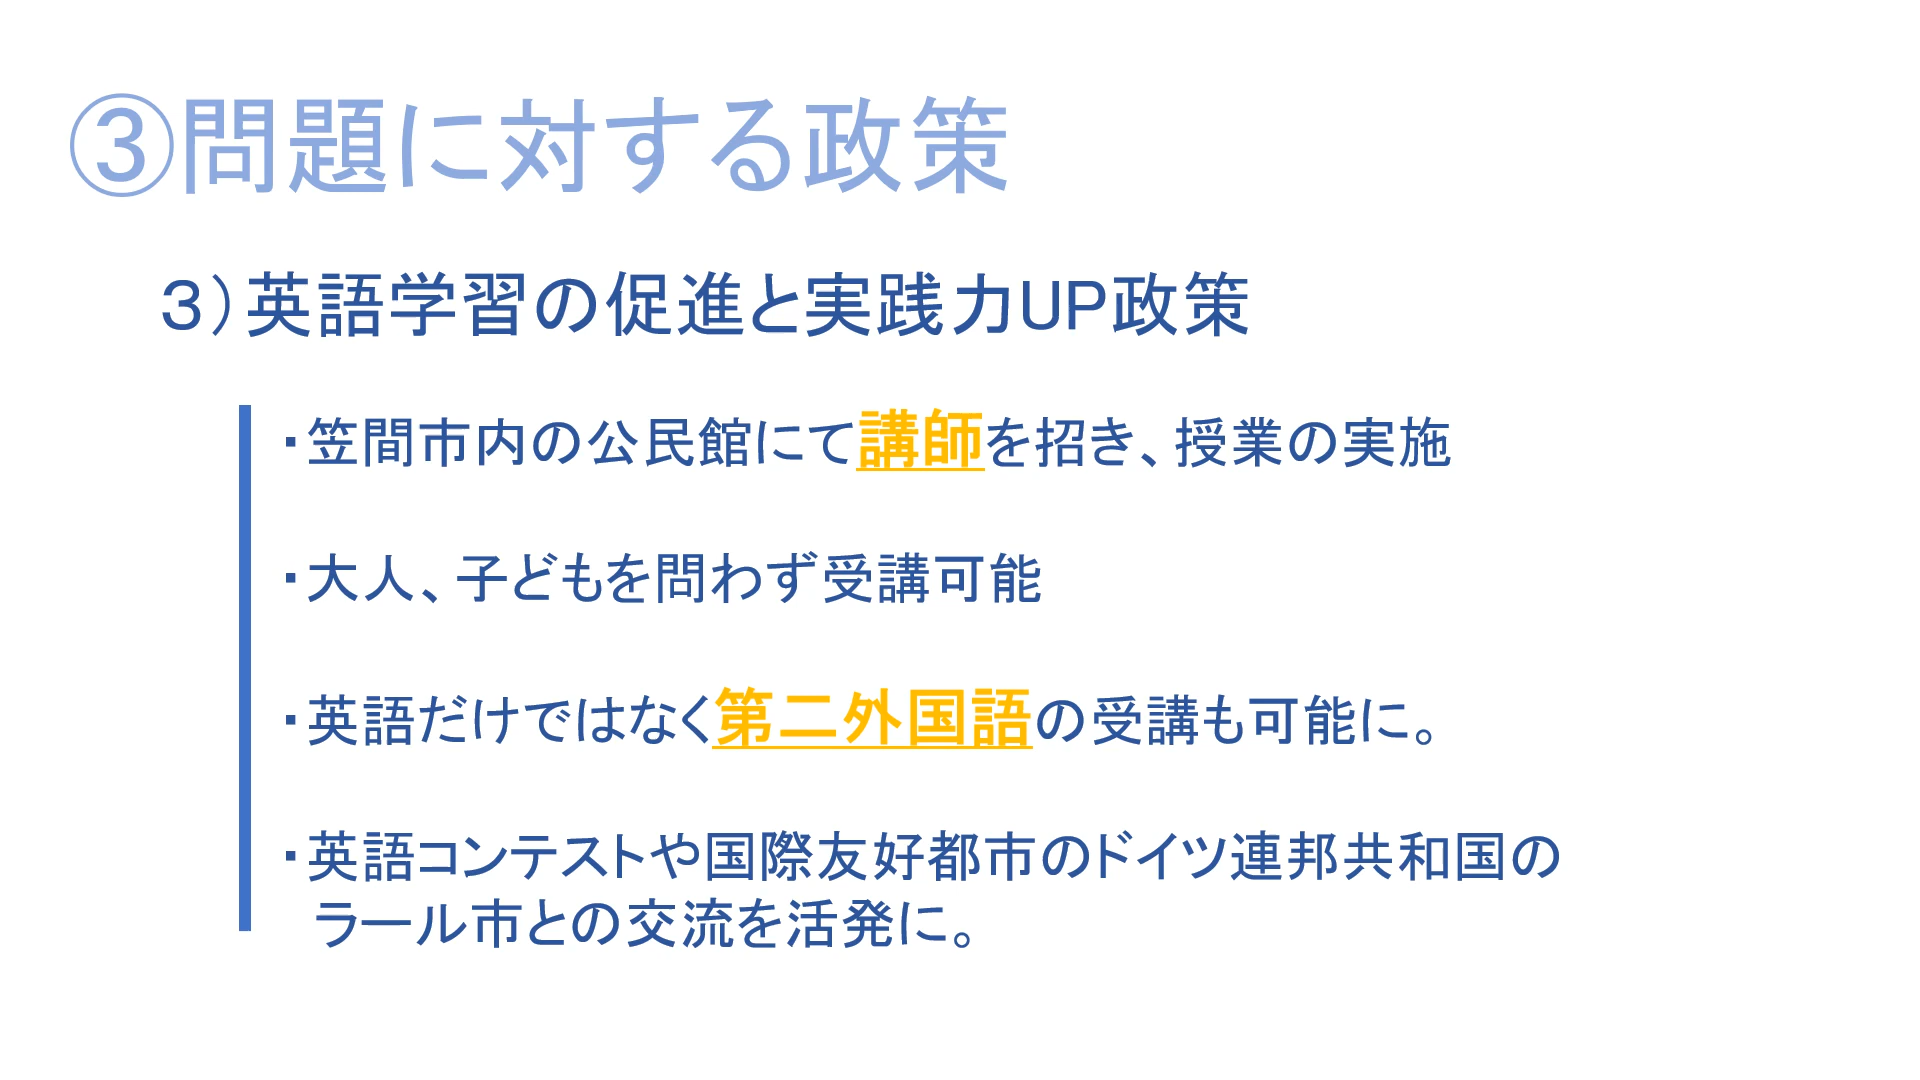 ③問題に対する政策
３）英語学習の促進と実践力UP政策
・笠間市内の公民館にて講師を招き、授業の実施
・大人、子どもを問わず受講可能
・英語だけではなく第二外国語の受講も可能に。
・英語コンテストや国際友好都市のドイツ連邦共和国の
ラール市との交流を活発に。